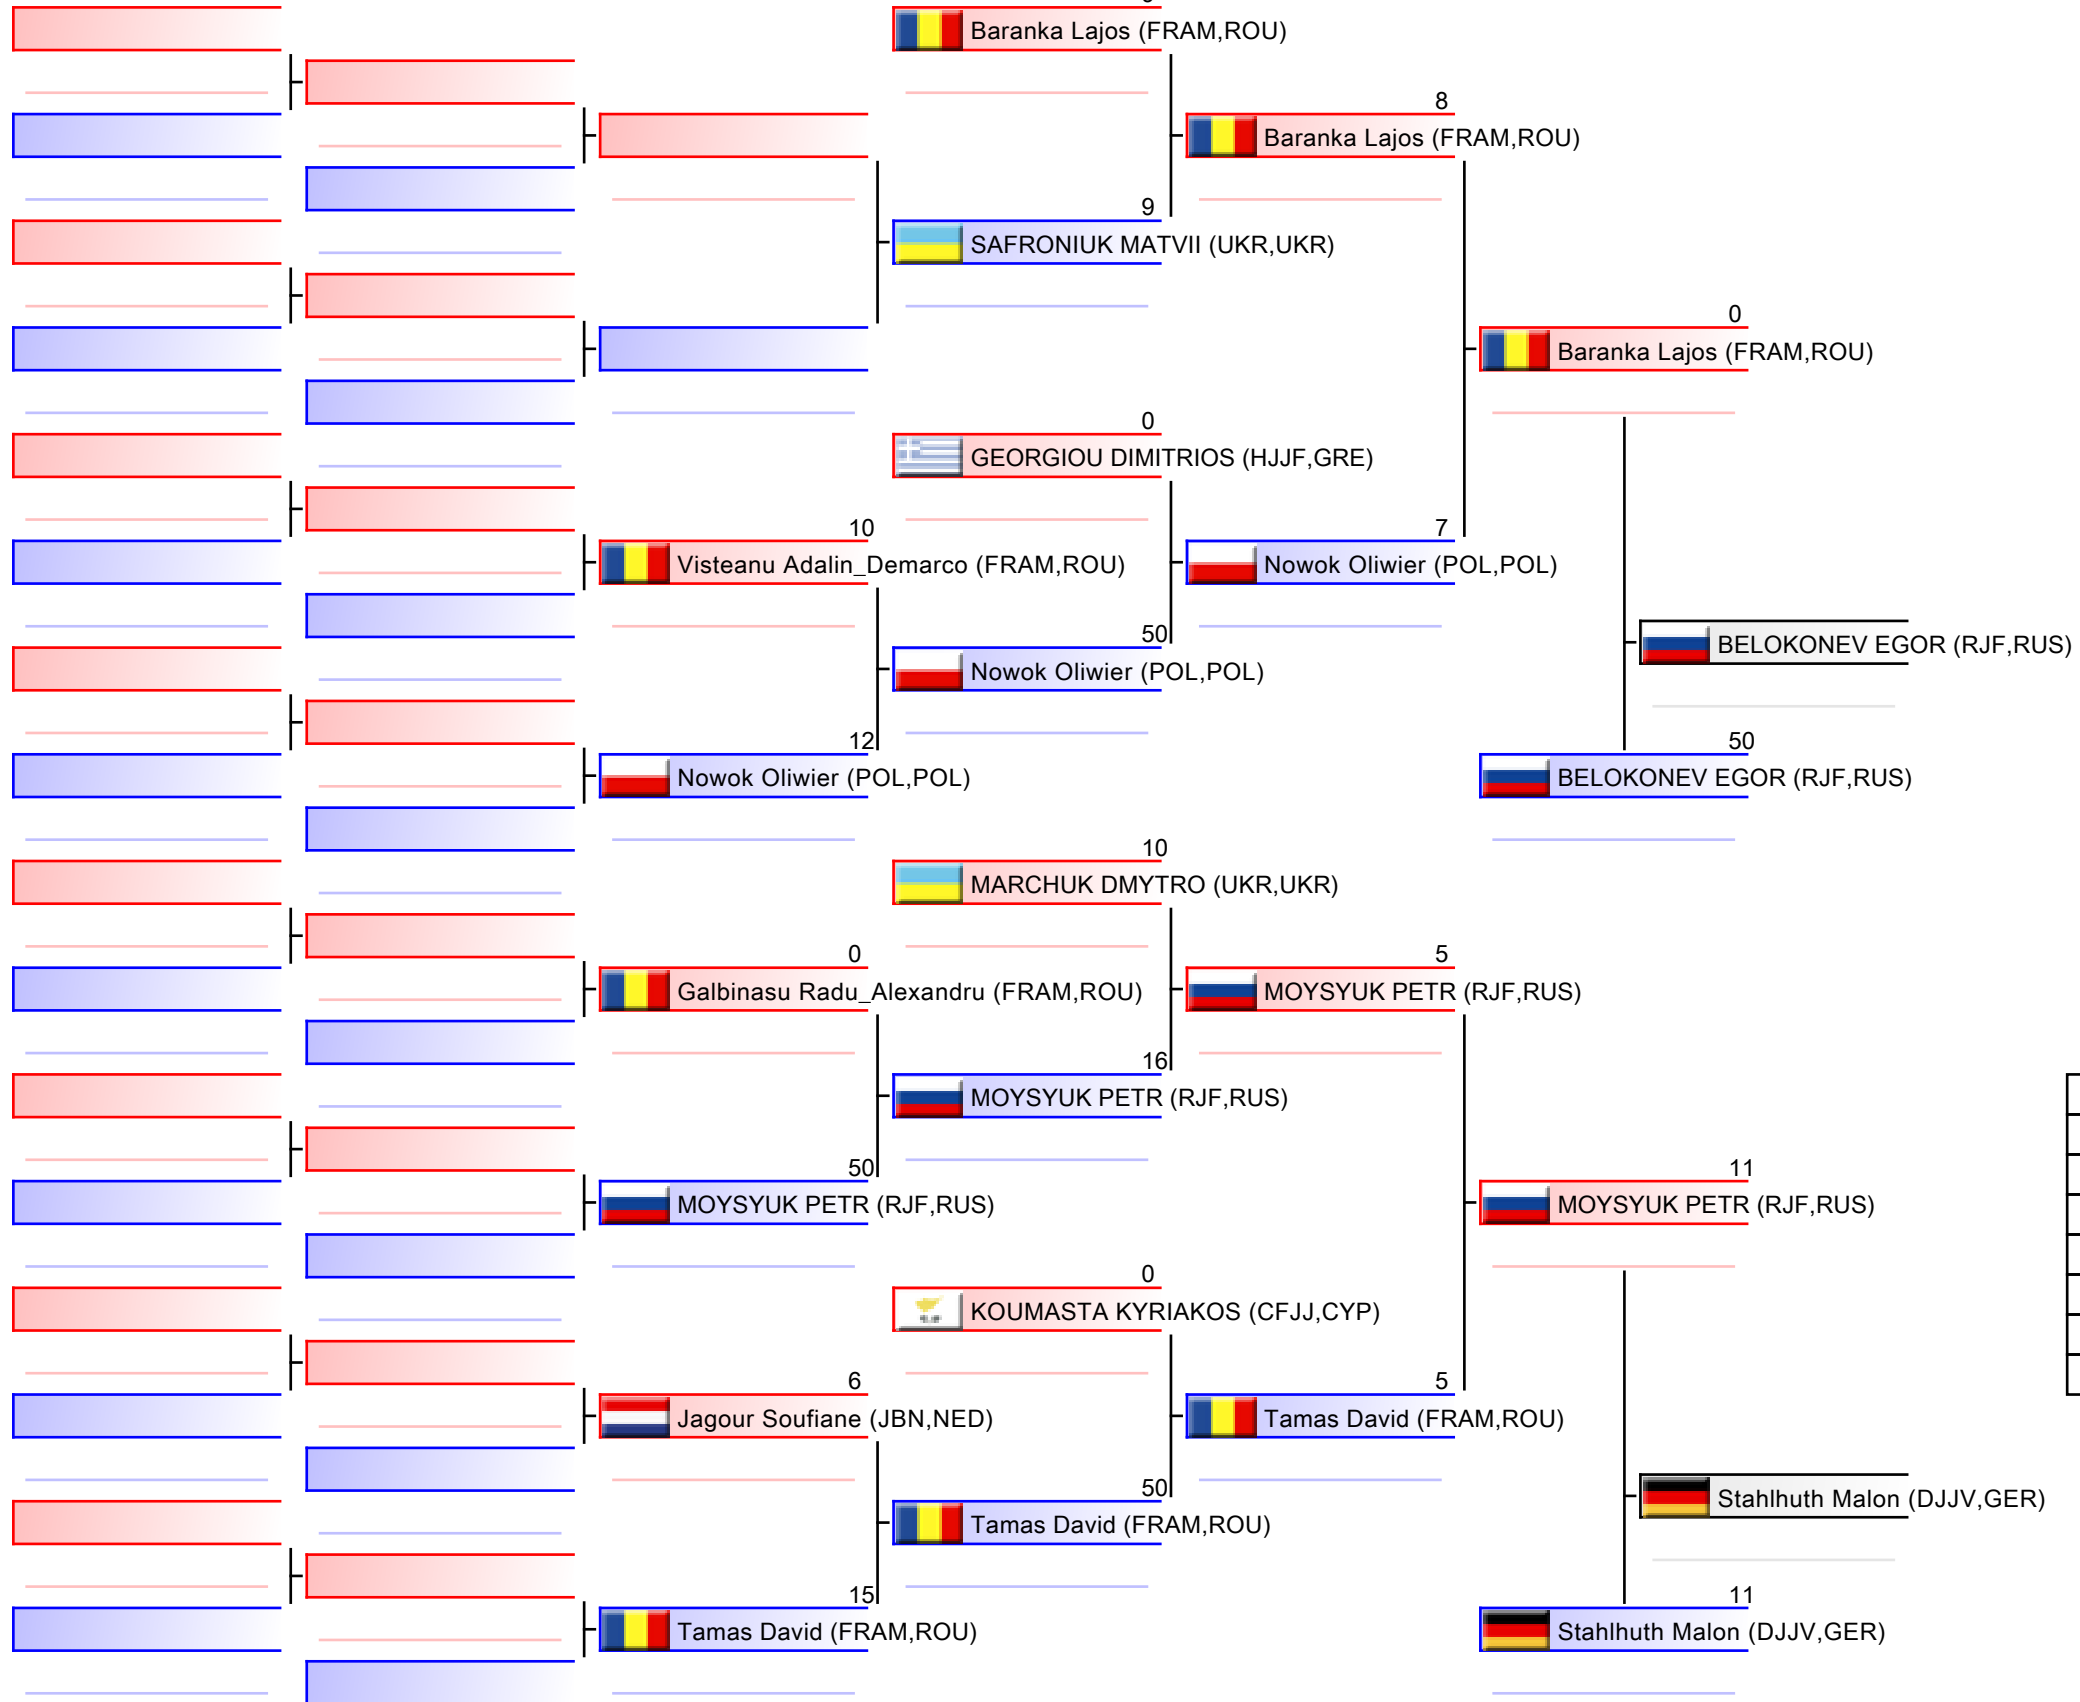 Baranka Lajos (FRAM,ROU)
8
Baranka Lajos (FRAM,ROU)
9
SAFRONIUK MATVII (UKR,UKR)
0
Baranka Lajos (FRAM,ROU)
0
GEORGIOU DIMITRIOS (HJJF,GRE)
10
Visteanu Adalin_Demarco (FRAM,ROU)
7
Nowok Oliwier (POL,POL)
50
Nowok Oliwier (POL,POL)
BELOKONEV EGOR (RJF,RUS)
12
Nowok Oliwier (POL,POL)
50
BELOKONEV EGOR (RJF,RUS)
10
MARCHUK DMYTRO (UKR,UKR)
0
Galbinasu Radu_Alexandru (FRAM,ROU)
5
MOYSYUK PETR (RJF,RUS)
16
MOYSYUK PETR (RJF,RUS)
50
MOYSYUK PETR (RJF,RUS)
11
MOYSYUK PETR (RJF,RUS)
0
KOUMASTA KYRIAKOS (CFJJ,CYP)
6
Jagour Soufiane (JBN,NED)
5
Tamas David (FRAM,ROU)
50
Tamas David (FRAM,ROU)
Stahlhuth Malon (DJJV,GER)
15
Tamas David (FRAM,ROU)
11
Stahlhuth Malon (DJJV,GER)